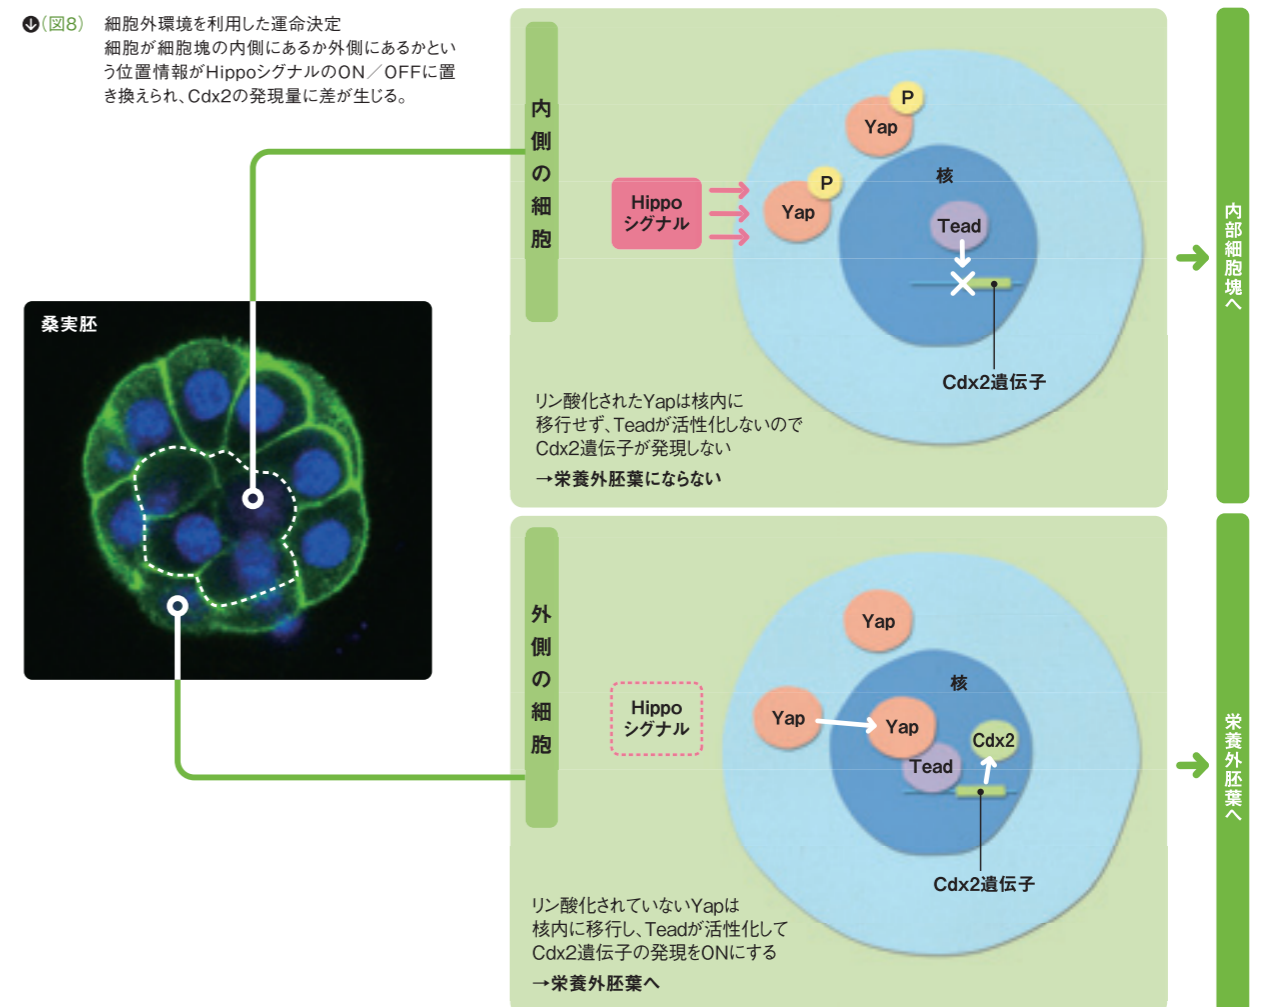 (図8) 細胞外環境を利用した運命決定
細胞が細胞塊の内側にあるか外側にあるかとい
う位置情報がHippoシグナルのON／OFFに置
き換えられ、Cdx2の発現量に差が生じる。
桑実胚
内側の細胞
P
Yap
P
Yap
Hippo
シグナル
核
Tead
Cdx2遺伝子
リン酸化されたYapは核内に
移行せず、Teadが活性化しないので
Cdx2遺伝子が発現しない
→栄養外胚葉にならない
内部細胞塊へ
外側の細胞
Yap
Hippo
シグナル
Yap
核
Yap
Tead
Cdx2
Cdx2遺伝子
リン酸化されていないYapは
核内に移行し、Teadが活性化して
Cdx2遺伝子の発現をONにする
→栄養外胚葉へ
栄養外胚葉へ